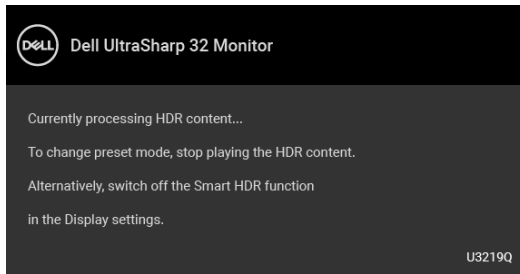 DELL
Dell UltraSharp 32 Monitor
Currently processing HDR content...
To change preset mode, stop playing the HDR content.
Alternatively, switch off the Smart HDR function
in the Display settings.
U3219Q